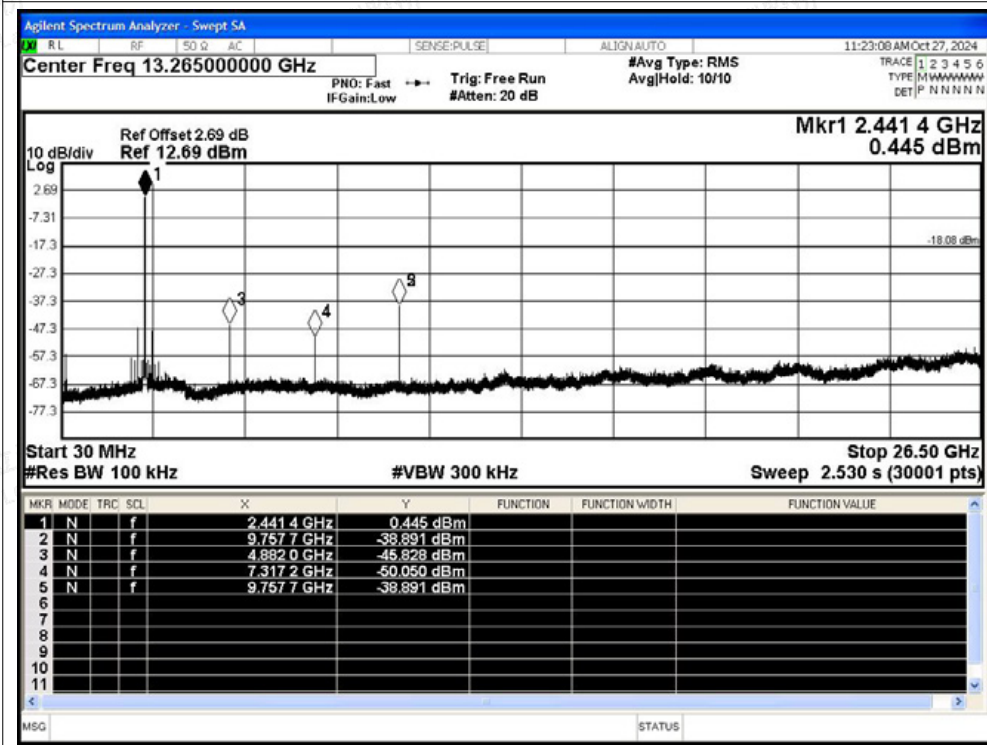 Agilent Spectrum Analyzer - Swept SA
LXI RL RF 50 Ω AC SENSE:PULSE ALIGN AUTO 11:23:08 AM Oct 27, 2024
Center Freq 13.265000000 GHz #Avg Type: RMS TRACE 1 2 3 4 5 6
PNO: Fast Trig: Free Run Avg|Hold: 10/10 TYPE M WWWWW
IFGain:Low #Atten: 20 dB DET P N N N N N
Mkr1 2.441 4 GHz
0.445 dBm
Ref Offset 2.69 dB
10 dB/div Ref 12.69 dBm
Log
1
2.69
-7.31
-17.3
-18.08 dBm
-27.3
-37.3
3
4
-47.3
-57.3
-67.3
-77.3
Start 30 MHz Stop 26.50 GHz
#Res BW 100 kHz #VBW 300 kHz Sweep 2.530 s (30001 pts)
MKR MODE TRC SCL X Y FUNCTION FUNCTION WIDTH FUNCTION VALUE
1 N f 2.441 4 GHz 0.445 dBm
2 N f 9.757 7 GHz -38.891 dBm
3 N f 4.882 0 GHz -45.828 dBm
4 N f 7.317 2 GHz -50.050 dBm
5 N f 9.757 7 GHz -38.891 dBm
6
7
8
9
10
11
MSG STATUS